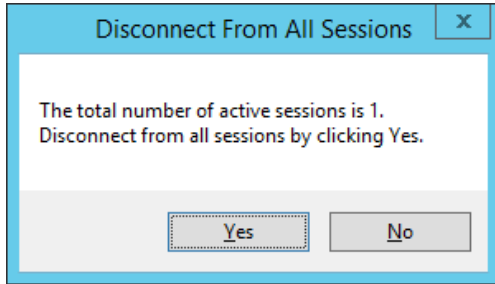 Disconnect From All Sessions
x
The total number of active sessions is 1.
Disconnect from all sessions by clicking Yes.
Yes
No